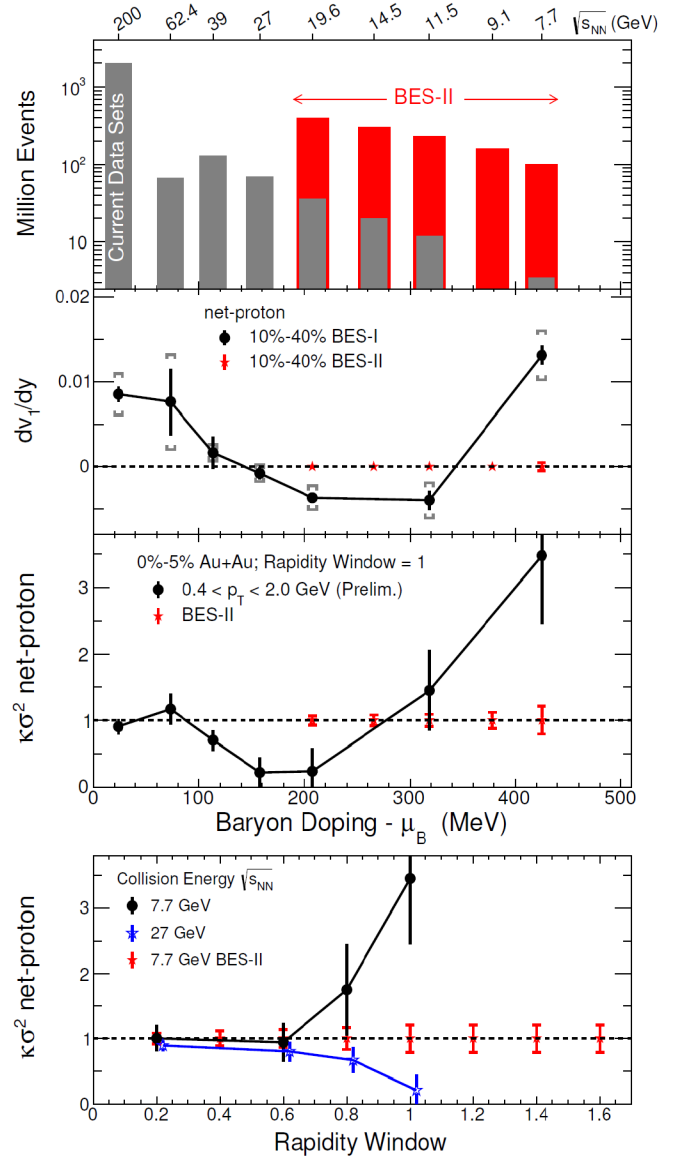 200 62.4 39 27 19.6 14.5 11.5 9.1 7.7 √s_NN (GeV)
BES-II
Current Data Sets
Million Events
10³
10²
10
0.02
net-proton
10%-40% BES-I
10%-40% BES-II
0.01
dv₁/dy
0
0%-5% Au+Au; Rapidity Window = 1
0.4 < p_T < 2.0 GeV (Prelim.)
BES-II
3
2
1
0
κσ² net-proton
0 100 200 300 400 500
Baryon Doping - μ_B (MeV)
Collision Energy √s_NN
7.7 GeV
27 GeV
7.7 GeV BES-II
3
2
1
0
κσ² net-proton
0 0.2 0.4 0.6 0.8 1.0 1.2 1.4 1.6
Rapidity Window